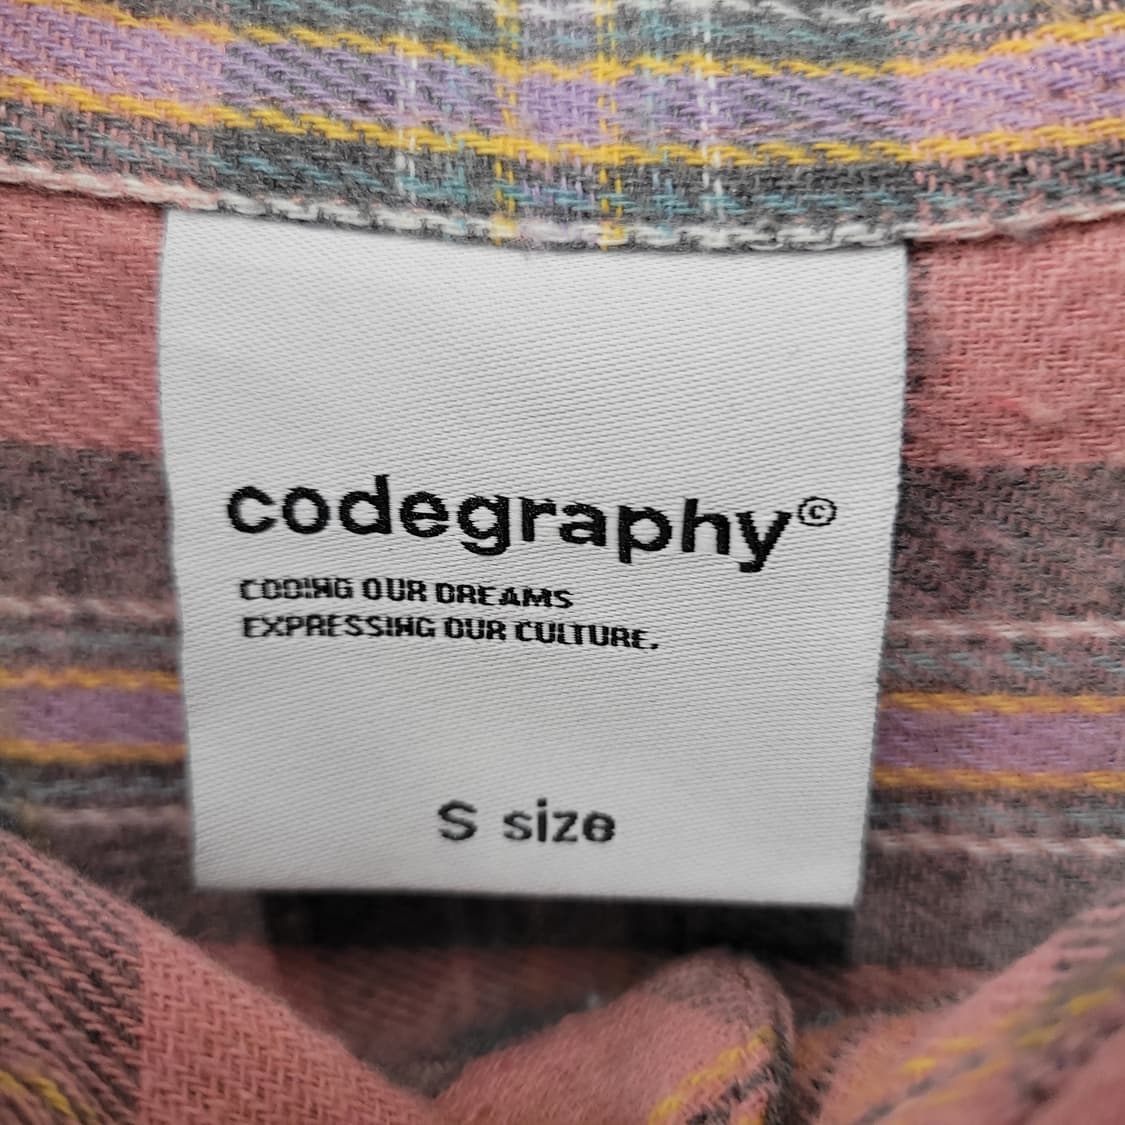 codegraphy©
CODING OUR DREAMS
EXPRESSING OUR CULTURE.
S size